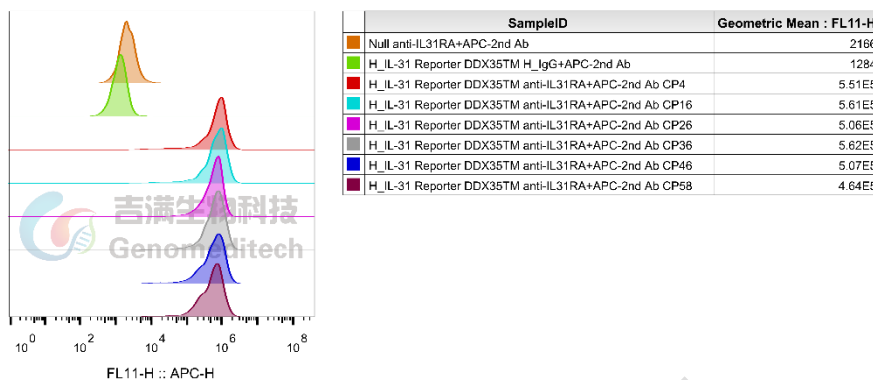 SampleID Geometric Mean : FL11-H
Null anti-IL31RA+APC-2nd Ab 2166
H_IL-31 Reporter DDX35TM H_IgG+APC-2nd Ab 1284
H_IL-31 Reporter DDX35TM anti-IL31RA+APC-2nd Ab CP4 5.51E5
H_IL-31 Reporter DDX35TM anti-IL31RA+APC-2nd Ab CP16 5.61E5
H_IL-31 Reporter DDX35TM anti-IL31RA+APC-2nd Ab CP26 5.06E5
H_IL-31 Reporter DDX35TM anti-IL31RA+APC-2nd Ab CP36 5.62E5
H_IL-31 Reporter DDX35TM anti-IL31RA+APC-2nd Ab CP46 5.07E5
H_IL-31 Reporter DDX35TM anti-IL31RA+APC-2nd Ab CP58 4.64E5
吉满生物科技
Genomeditech
10^0 10^2 10^4 10^6 10^8
FL11-H :: APC-H